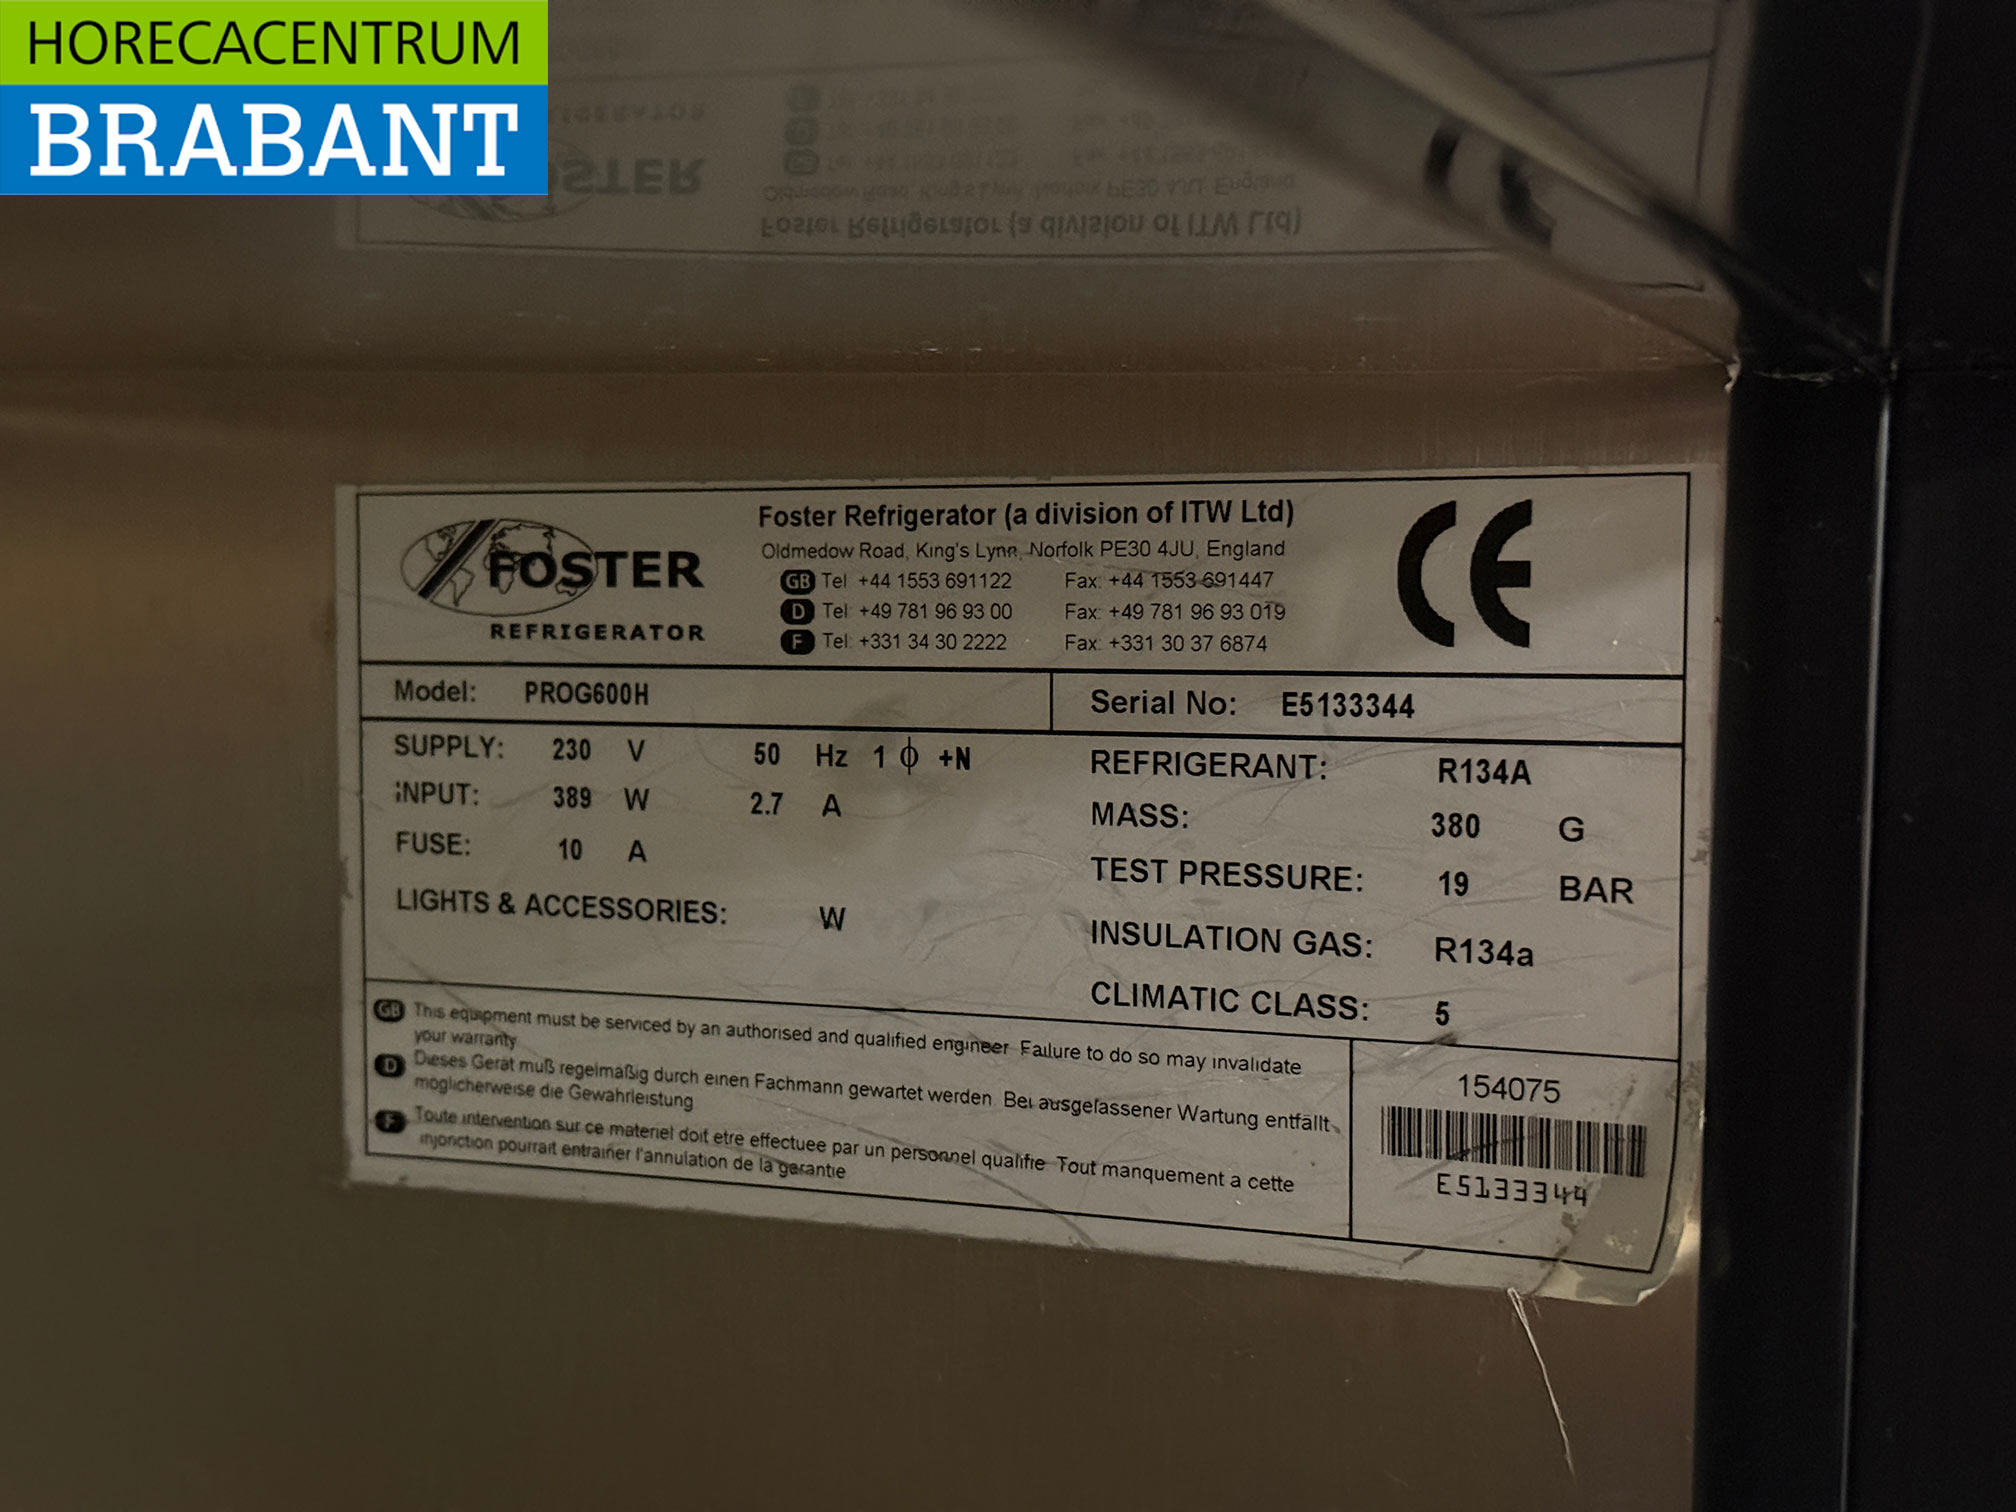 HORECACENTRUM
BRABANT
FOSTER
REFRIGERATOR
Foster Refrigerator (a division of ITW Ltd)
Oldmedow Road, King's Lynn, Norfolk PE30 4JU, England
GB Tel: +44 1553 691122 Fax: +44 1553 691447
D Tel: +49 781 96 93 00 Fax: +49 781 96 93 019
F Tel: +331 34 30 2222 Fax: +331 30 37 6874
CE
Model: PROG600H
Serial No: E5133344
SUPPLY: 230 V 50 Hz 1 ϕ +N
INPUT: 389 W 2.7 A
FUSE: 10 A
LIGHTS & ACCESSORIES: W
REFRIGERANT: R134A
MASS: 380 G
TEST PRESSURE: 19 BAR
INSULATION GAS: R134a
CLIMATIC CLASS: 5
GB This equipment must be serviced by an authorised and qualified engineer. Failure to do so may invalidate
your warranty
D Dieses Gerät muß regelmäßig durch einen Fachmann gewartet werden. Bei ausgelassener Wartung entfällt
möglicherweise die Gewährleistung
F Toute intervention sur ce materiel doit etre effectuee par un personnel qualifie. Tout manquement a cette
injonction pourrait entraîner l'annulation de la garantie
154075
E5133344